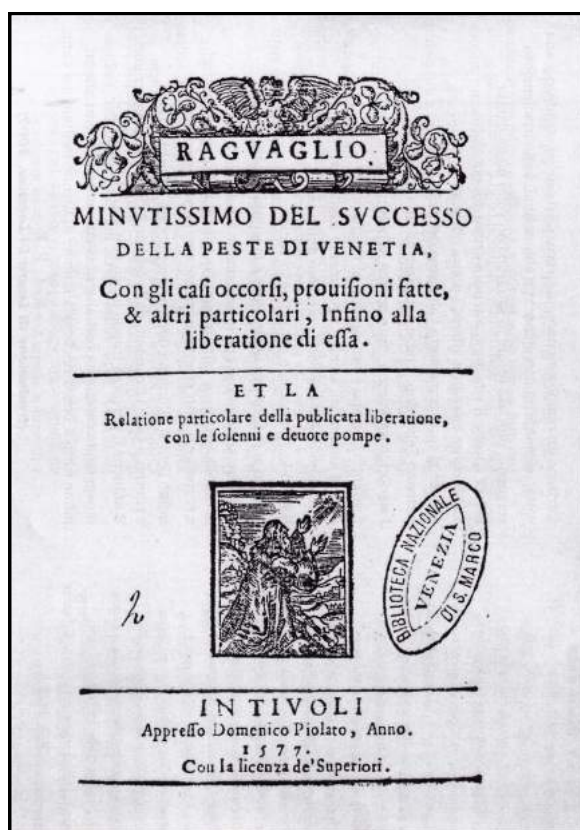 RAGVAGLIO
MINVTISSIMO DEL SVCCESSO
DELLA PESTE DI VENETIA,
Con gli caſi occorſi, prouiſioni fatte,
& altri particolari, Infino alla
liberatione di eſſa.
ET LA
Relatione particolare della publicata liberatione,
con le ſolenni e deuote pompe.
BIBLIOTECA NAZIONALE
VENEZIA
DI S. MARCO
IN TIVOLI
Appreſſo Domenico Piolato, Anno.
1577.
Con la licenza de' Superiori.